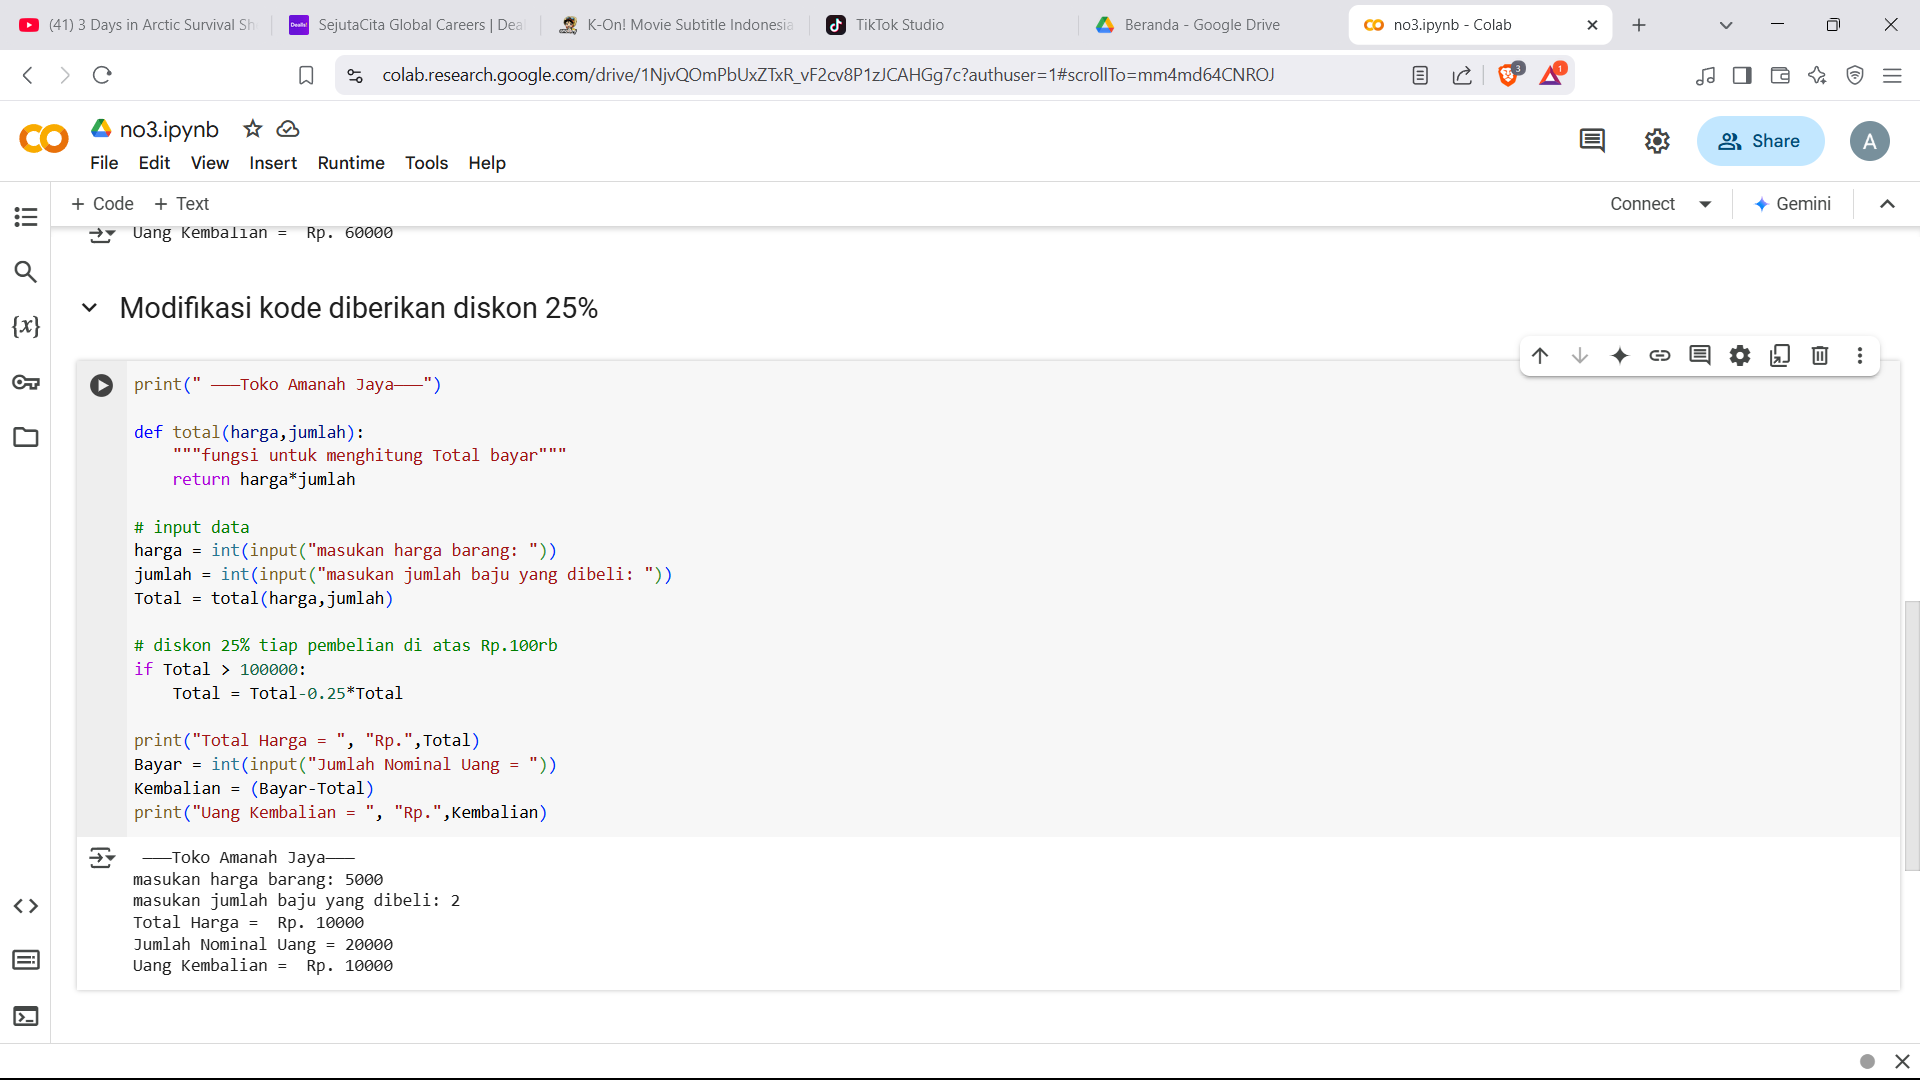 (41) 3 Days in Arctic Survival Sh
SejutaCita Global Careers | Deal
K-On! Movie Subtitle Indonesia
TikTok Studio
Beranda - Google Drive
no3.ipynb - Colab
colab.research.google.com/drive/1NjvQOmPbUxZTxR_vF2cv8P1zJCAHGg7c?authuser=1#scrollTo=mm4md64CNROJ
3
1
no3.ipynb
File Edit View Insert Runtime Tools Help
Share
A
+ Code + Text
Connect
Gemini
Uang Kembalian =  Rp. 60000
Modifikasi kode diberikan diskon 25%
print(" ———Toko Amanah Jaya———")
def total(harga,jumlah):
    """fungsi untuk menghitung Total bayar"""
    return harga*jumlah
# input data
harga = int(input("masukan harga barang: "))
jumlah = int(input("masukan jumlah baju yang dibeli: "))
Total = total(harga,jumlah)
# diskon 25% tiap pembelian di atas Rp.100rb
if Total > 100000:
    Total = Total-0.25*Total
print("Total Harga = ", "Rp.",Total)
Bayar = int(input("Jumlah Nominal Uang = "))
Kembalian = (Bayar-Total)
print("Uang Kembalian = ", "Rp.",Kembalian)
———Toko Amanah Jaya———
masukan harga barang: 5000
masukan jumlah baju yang dibeli: 2
Total Harga =  Rp. 10000
Jumlah Nominal Uang = 20000
Uang Kembalian =  Rp. 10000